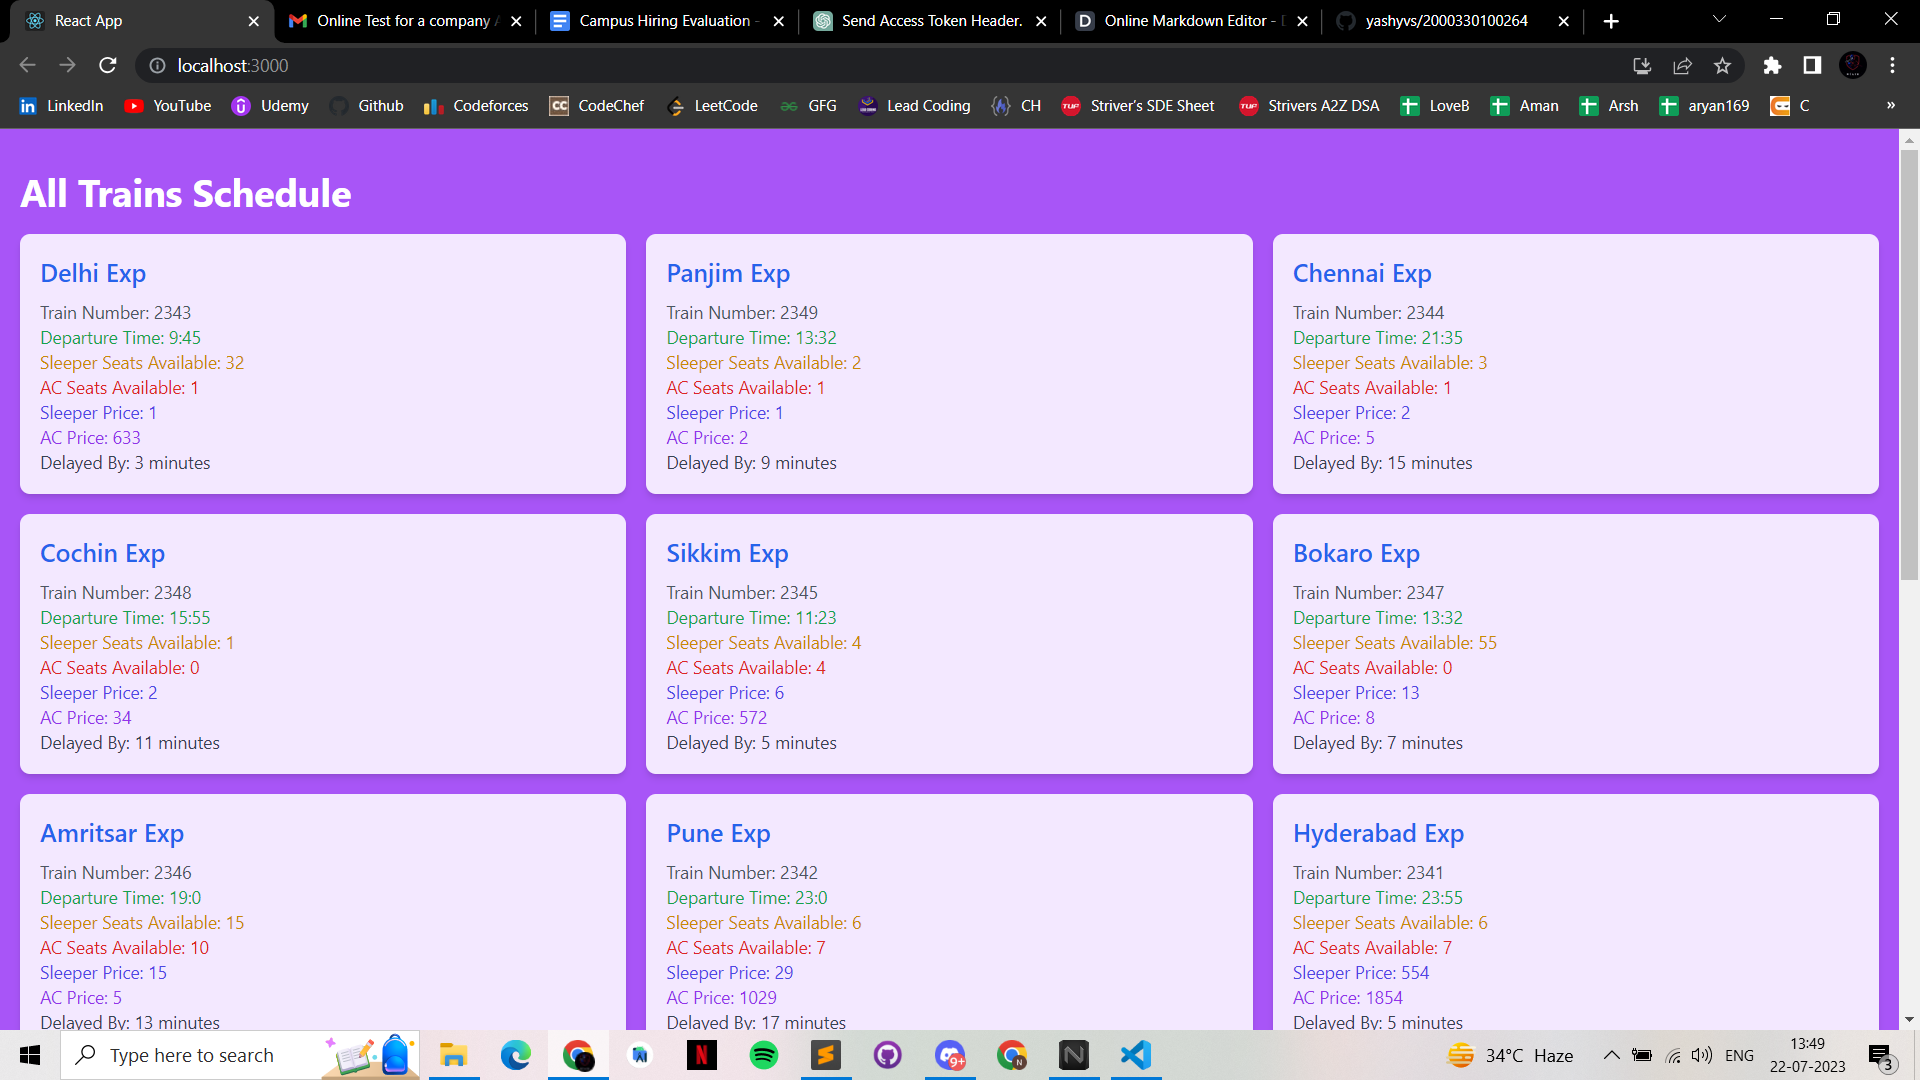 React App
Online Test for a company
Campus Hiring Evaluation -
Send Access Token Header.
Online Markdown Editor -
yashyvs/2000330100264
localhost:3000
LinkedIn
YouTube
Udemy
Github
Codeforces
CC CodeChef
LeetCode
GFG
Lead Coding
CH
TUF Striver's SDE Sheet
TUF Strivers A2Z DSA
LoveB
Aman
Arsh
aryan169
C
»
All Trains Schedule
Delhi Exp
Train Number: 2343
Departure Time: 9:45
Sleeper Seats Available: 32
AC Seats Available: 1
Sleeper Price: 1
AC Price: 633
Delayed By: 3 minutes
Panjim Exp
Train Number: 2349
Departure Time: 13:32
Sleeper Seats Available: 2
AC Seats Available: 1
Sleeper Price: 1
AC Price: 2
Delayed By: 9 minutes
Chennai Exp
Train Number: 2344
Departure Time: 21:35
Sleeper Seats Available: 3
AC Seats Available: 1
Sleeper Price: 2
AC Price: 5
Delayed By: 15 minutes
Cochin Exp
Train Number: 2348
Departure Time: 15:55
Sleeper Seats Available: 1
AC Seats Available: 0
Sleeper Price: 2
AC Price: 34
Delayed By: 11 minutes
Sikkim Exp
Train Number: 2345
Departure Time: 11:23
Sleeper Seats Available: 4
AC Seats Available: 4
Sleeper Price: 6
AC Price: 572
Delayed By: 5 minutes
Bokaro Exp
Train Number: 2347
Departure Time: 13:32
Sleeper Seats Available: 55
AC Seats Available: 0
Sleeper Price: 13
AC Price: 8
Delayed By: 7 minutes
Amritsar Exp
Train Number: 2346
Departure Time: 19:0
Sleeper Seats Available: 15
AC Seats Available: 10
Sleeper Price: 15
AC Price: 5
Delayed By: 13 minutes
Pune Exp
Train Number: 2342
Departure Time: 23:0
Sleeper Seats Available: 6
AC Seats Available: 7
Sleeper Price: 29
AC Price: 1029
Delayed By: 17 minutes
Hyderabad Exp
Train Number: 2341
Departure Time: 23:55
Sleeper Seats Available: 6
AC Seats Available: 7
Sleeper Price: 554
AC Price: 1854
Delayed By: 5 minutes
Type here to search
9+
34°C Haze
ENG
13:49
22-07-2023
3